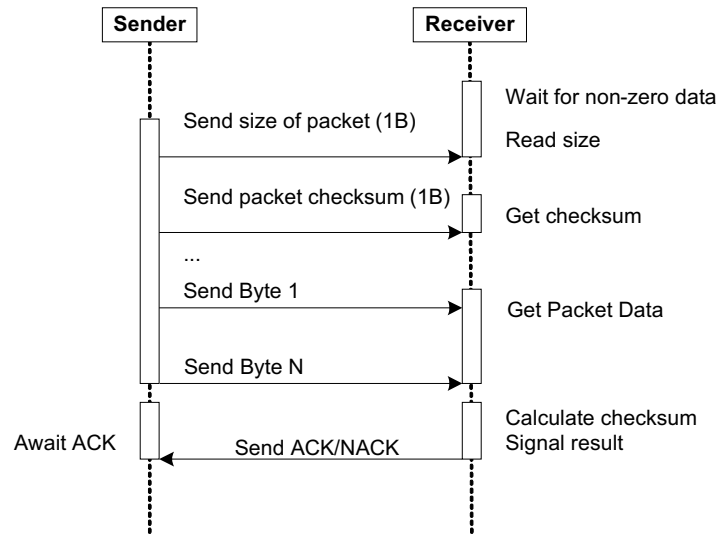 Sender
Receiver
Wait for non-zero data
Send size of packet (1B)
Read size
Send packet checksum (1B)
Get checksum
...
Send Byte 1
Get Packet Data
Send Byte N
Calculate checksum
Await ACK
Send ACK/NACK
Signal result